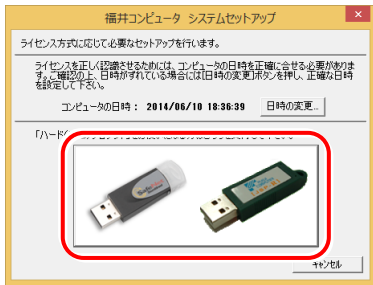 福井コンピュータ システムセットアップ
ライセンス方式に応じて必要なセットアップを行います。
ライセンスを正しく認識させるためには、コンピュータの日時を正確に合せる必要がありま
す。ご確認の上、日時がずれている場合には[日時の変更]ボタンを押し、正確な日時
を設定して下さい。
コンピュータの日時： 2014/06/10 18:36:39 日時の変更...
「ハード
キャンセル